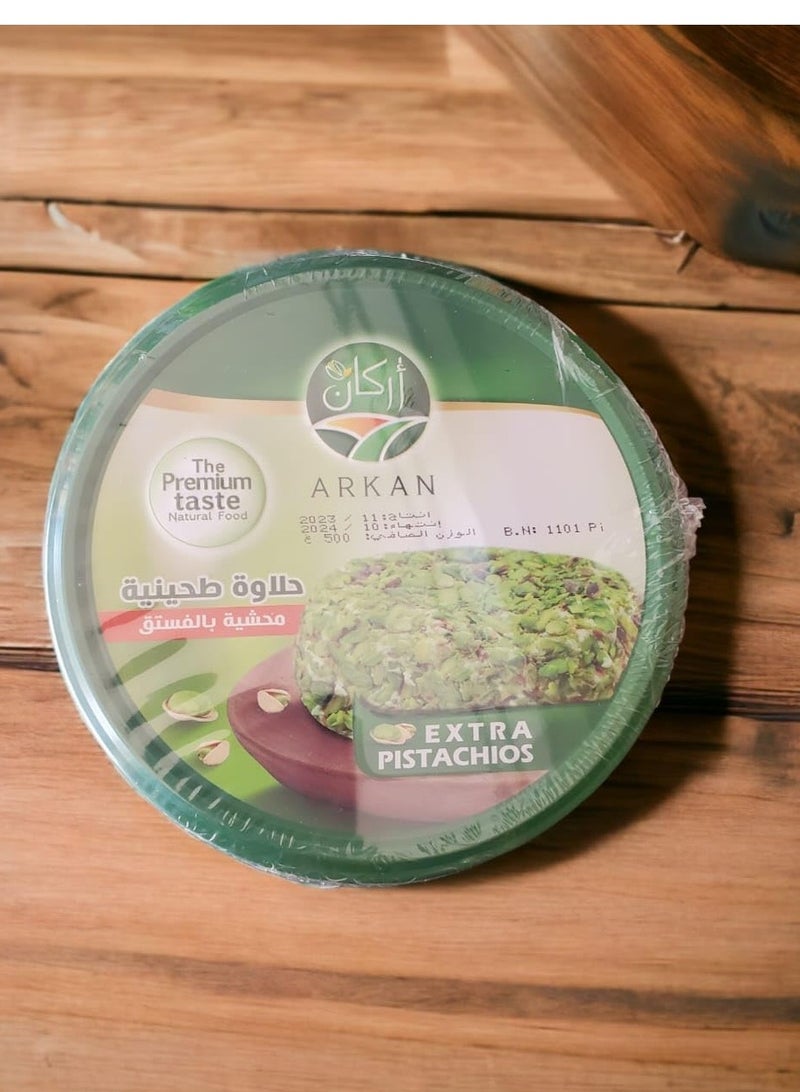 أركان
ARKAN
The
Premium
taste
Natural Food
انتاج: 11 / 2023
إنتهاء: 10 / 2024
الوزن الصافي: 500 غ
B.N: 1101 Pi
حلاوة طحينية
محشية بالفستق
EXTRA
PISTACHIOS